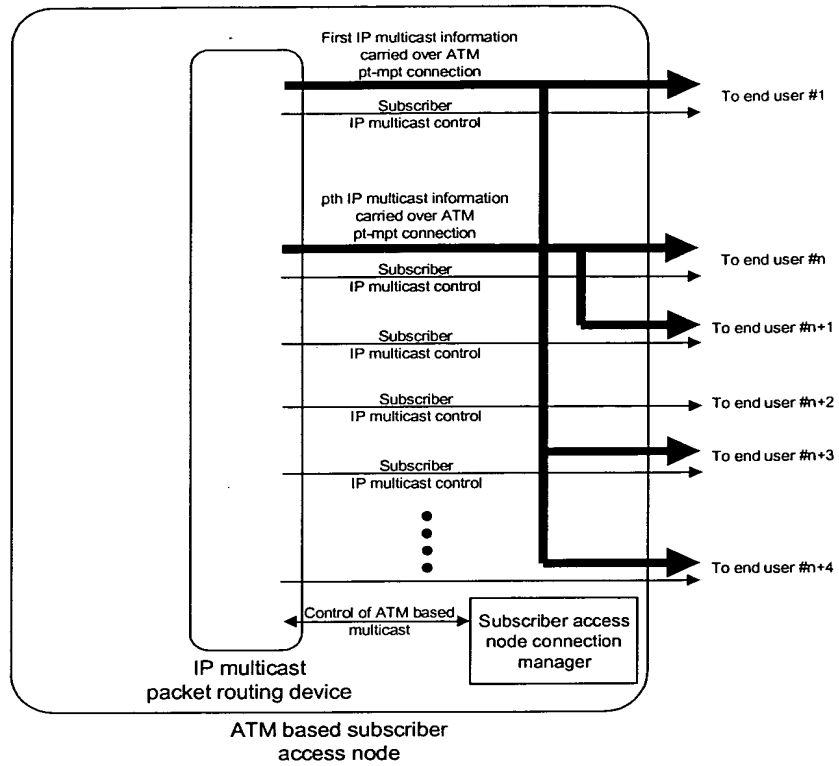 First IP multicast information
carried over ATM
pt-mpt connection
To end user #1
Subscriber
IP multicast control
pth IP multicast information
carried over ATM
pt-mpt connection
To end user #n
Subscriber
IP multicast control
To end user #n+1
Subscriber
IP multicast control
To end user #n+2
Subscriber
IP multicast control
To end user #n+3
Subscriber
IP multicast control
To end user #n+4
Control of ATM based
multicast
Subscriber access
node connection
manager
IP multicast
packet routing device
ATM based subscriber
access node